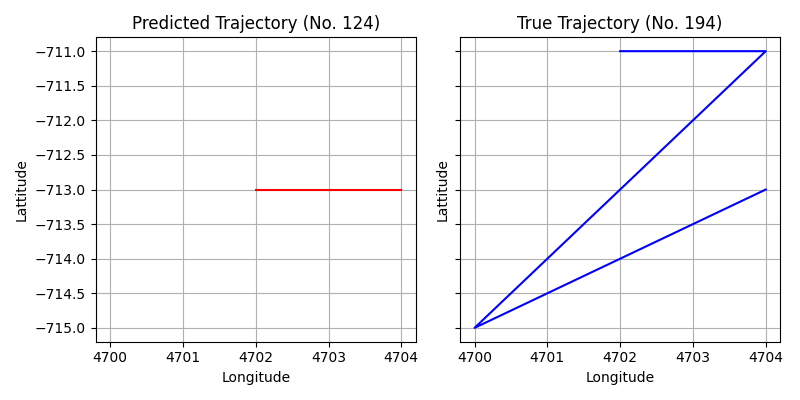 Predicted Trajectory (No. 124)
True Trajectory (No. 194)
Lattitude
−711.0
−711.5
−712.0
−712.5
−713.0
−713.5
−714.0
−714.5
−715.0
4700 4701 4702 4703 4704
Longitude
Lattitude
4700 4701 4702 4703 4704
Longitude